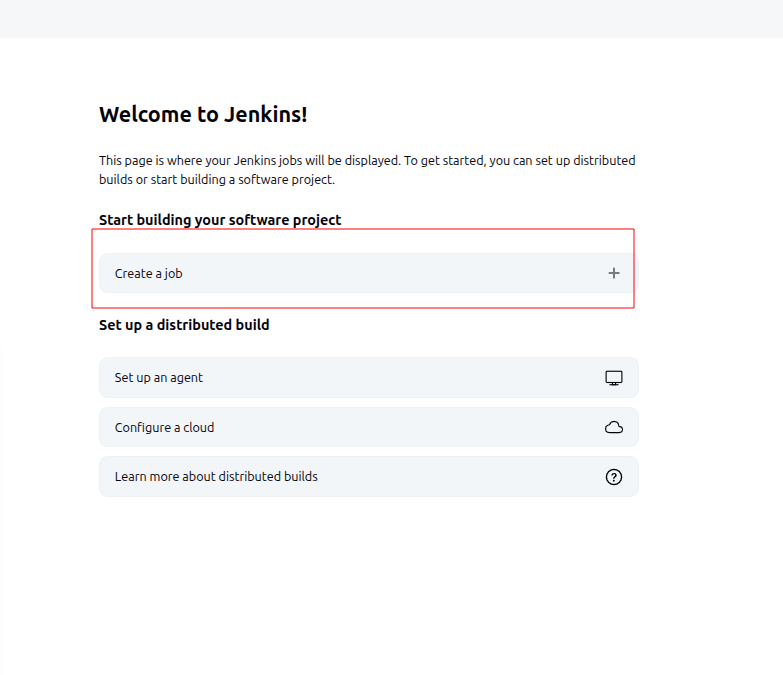 Welcome to Jenkins!
This page is where your Jenkins jobs will be displayed. To get started, you can set up distributed
builds or start building a software project.
Start building your software project
Create a job
Set up a distributed build
Set up an agent
Configure a cloud
Learn more about distributed builds